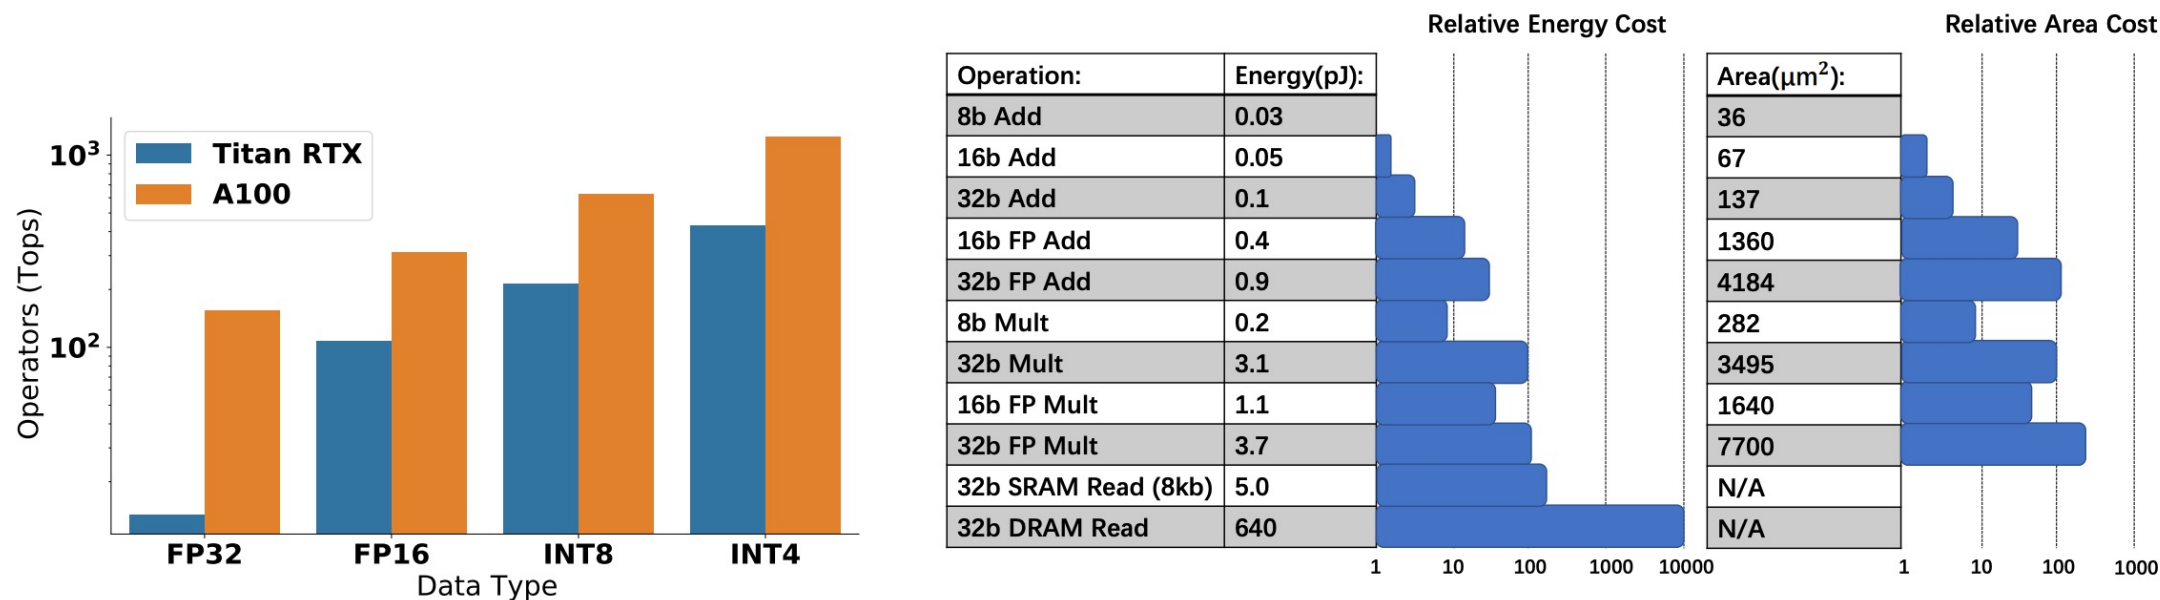 Operators (Tops)
10³
10²
Titan RTX
A100
FP32 FP16 INT8 INT4
Data Type
Relative Energy Cost
Relative Area Cost
Operation: Energy(pJ): Area(μm²):
8b Add 0.03 36
16b Add 0.05 67
32b Add 0.1 137
16b FP Add 0.4 1360
32b FP Add 0.9 4184
8b Mult 0.2 282
32b Mult 3.1 3495
16b FP Mult 1.1 1640
32b FP Mult 3.7 7700
32b SRAM Read (8kb) 5.0 N/A
32b DRAM Read 640 N/A
1 10 100 1000 10000
1 10 100 1000